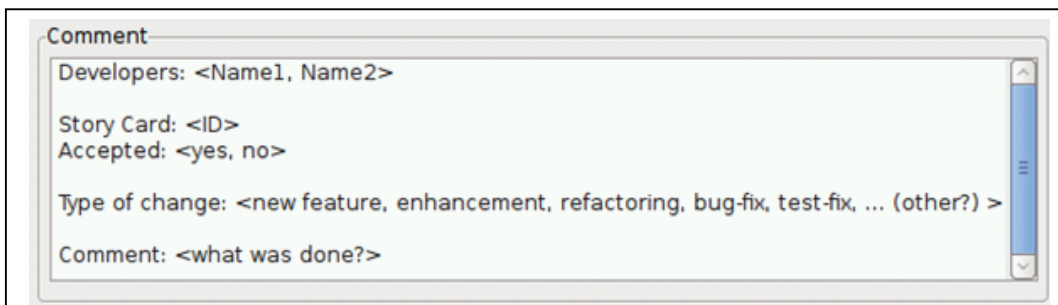 Comment
Developers: <Name1, Name2>
Story Card: <ID>
Accepted: <yes, no>
Type of change: <new feature, enhancement, refactoring, bug-fix, test-fix, ... (other?) >
Comment: <what was done?>